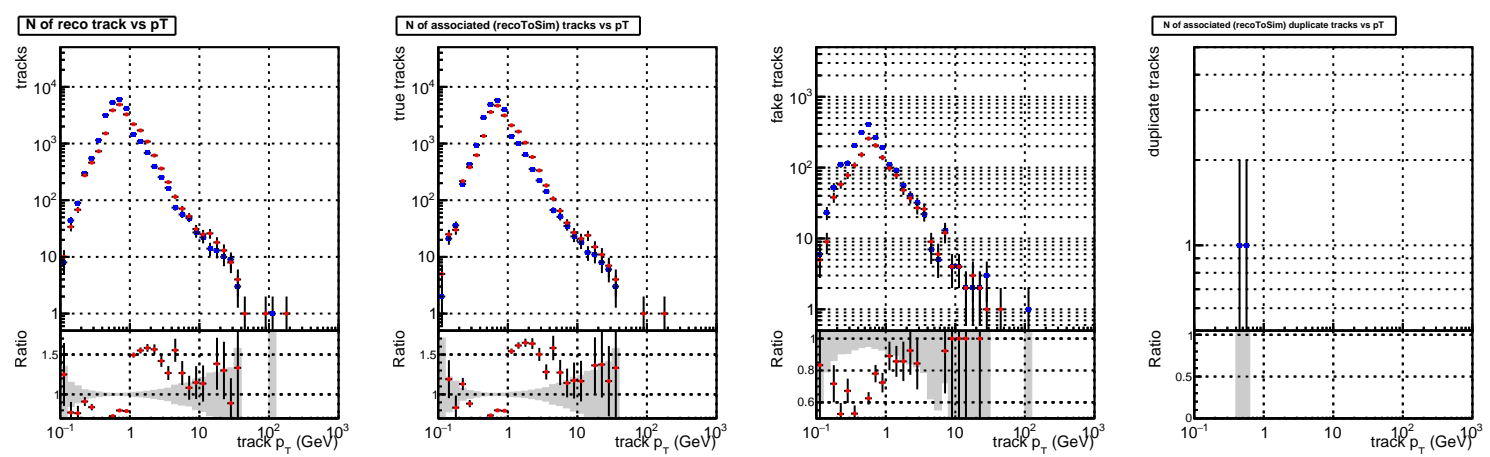 N of reco track vs pT
tracks
10^4
10^3
10^2
10
1
Ratio
1.5
1
10^-1 1 10 10^2 10^3
track p_T (GeV)
N of associated (recoToSim) tracks vs pT
true tracks
10^4
10^3
10^2
10
1
Ratio
1.5
1
10^-1 1 10 10^2 10^3
track p_T (GeV)
fake tracks
10^3
10^2
10
1
Ratio
1
0.8
0.6
10^-1 1 10 10^2 10^3
track p_T (GeV)
N of associated (recoToSim) duplicate tracks vs pT
duplicate tracks
1
Ratio
1
0.5
0
10^-1 1 10 10^2 10^3
track p_T (GeV)